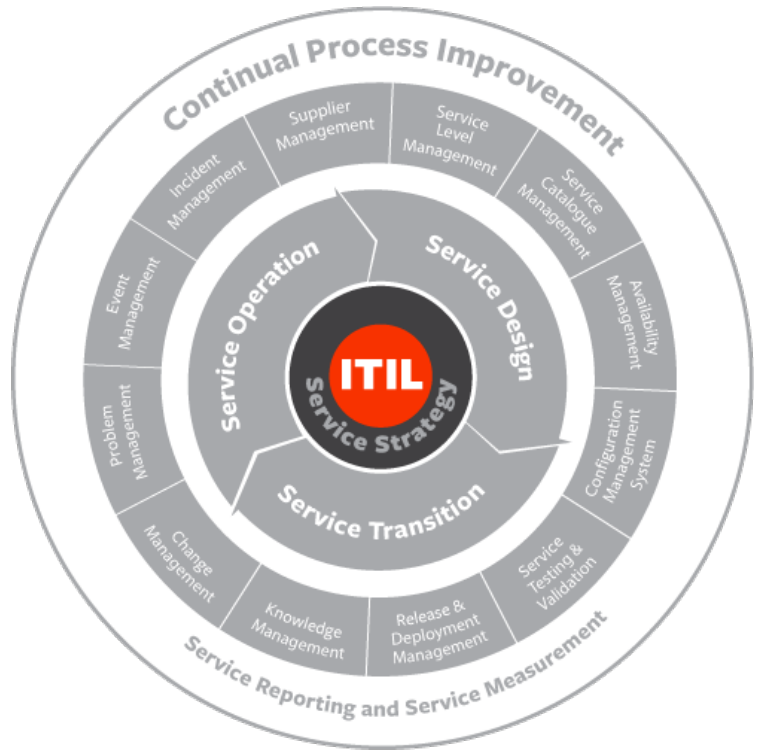 Continual Process Improvement
Supplier
Management
Service
Level
Management
Service
Catalogue
Management
Availability
Management
Configuration
Management
System
Service
Testing &
Validation
Release &
Deployment
Management
Knowledge
Management
Change
Management
Problem
Management
Event
Management
Incident
Management
Service Operation
Service Design
Service Transition
ITIL
Service Strategy
Service Reporting and Service Measurement